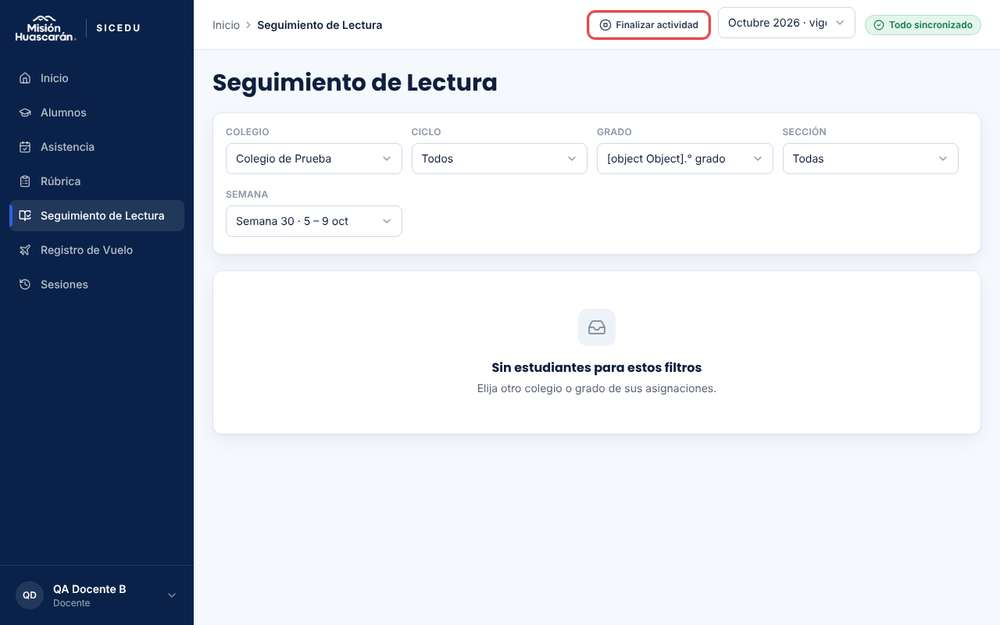 Misión
Huascarán.
SICEDU
Inicio
Alumnos
Asistencia
Rúbrica
Seguimiento de Lectura
Registro de Vuelo
Sesiones
QD
QA Docente B
Docente
Inicio > Seguimiento de Lectura
Finalizar actividad
Octubre 2026 · vig
Todo sincronizado
Seguimiento de Lectura
COLEGIO
Colegio de Prueba
CICLO
Todos
GRADO
[object Object].° grado
SECCIÓN
Todas
SEMANA
Semana 30 · 5 – 9 oct
Sin estudiantes para estos filtros
Elija otro colegio o grado de sus asignaciones.